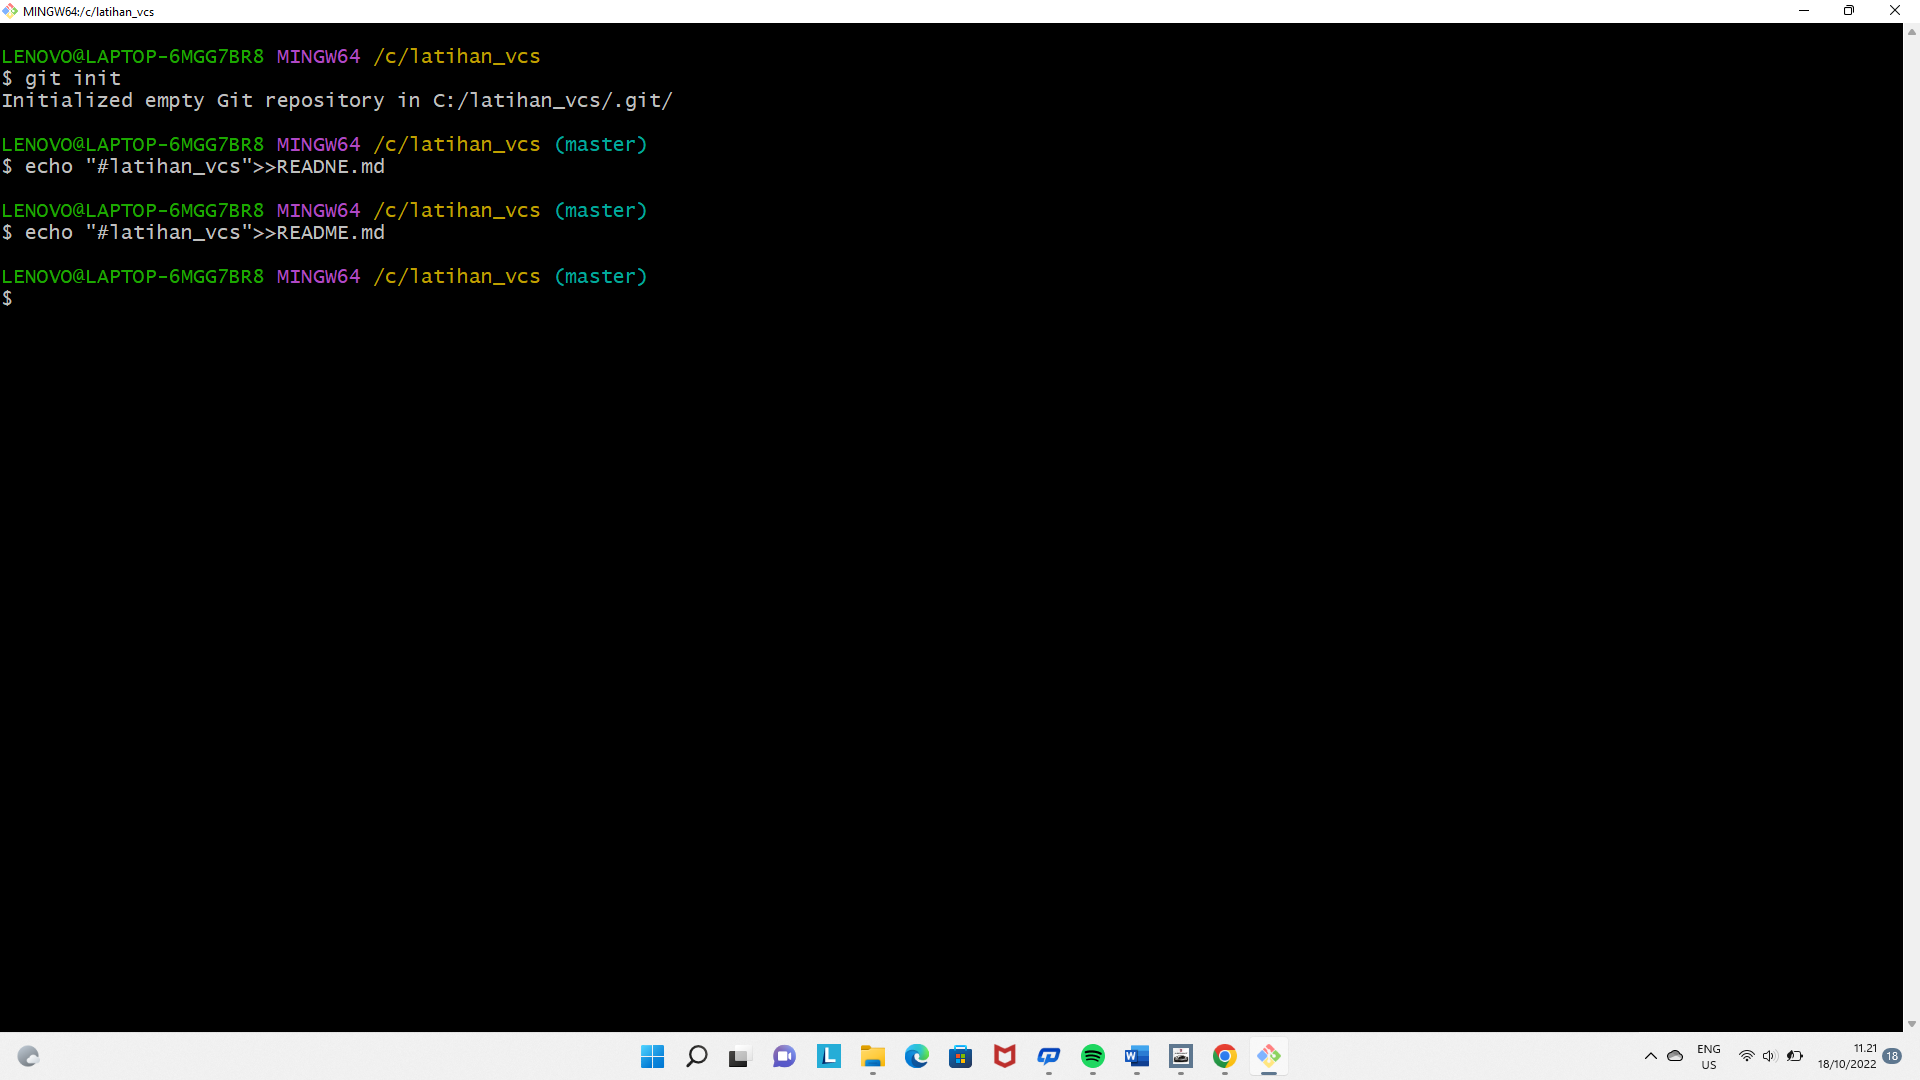 MINGW64:/c/latihan_vcs
LENOVO@LAPTOP-6MGG7BR8 MINGW64 /c/latihan_vcs
$ git init
Initialized empty Git repository in C:/latihan_vcs/.git/
LENOVO@LAPTOP-6MGG7BR8 MINGW64 /c/latihan_vcs (master)
$ echo "#latihan_vcs">>READNE.md
LENOVO@LAPTOP-6MGG7BR8 MINGW64 /c/latihan_vcs (master)
$ echo "#latihan_vcs">>README.md
LENOVO@LAPTOP-6MGG7BR8 MINGW64 /c/latihan_vcs (master)
$
L
W
ENG
US
11.21
18/10/2022
18